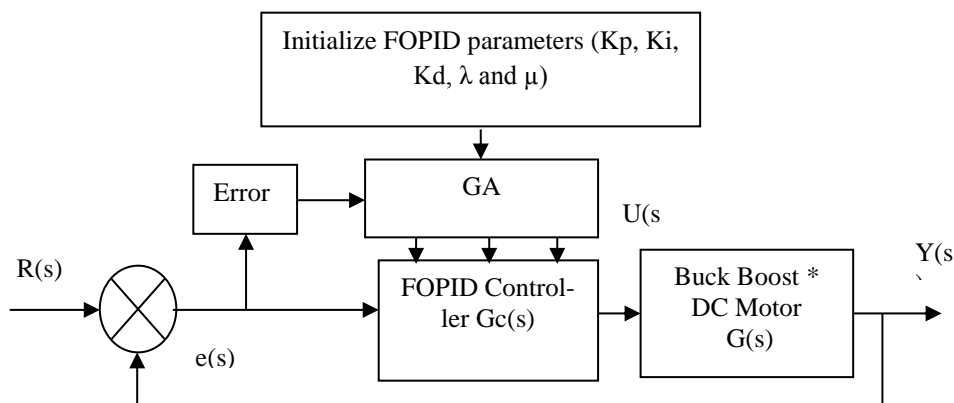 Initialize FOPID parameters (Kp, Ki,
Kd, λ and μ)
GA
Error
U(s
R(s)
Y(s
FOPID Control-
ler Gc(s)
Buck Boost *
DC Motor
G(s)
e(s)